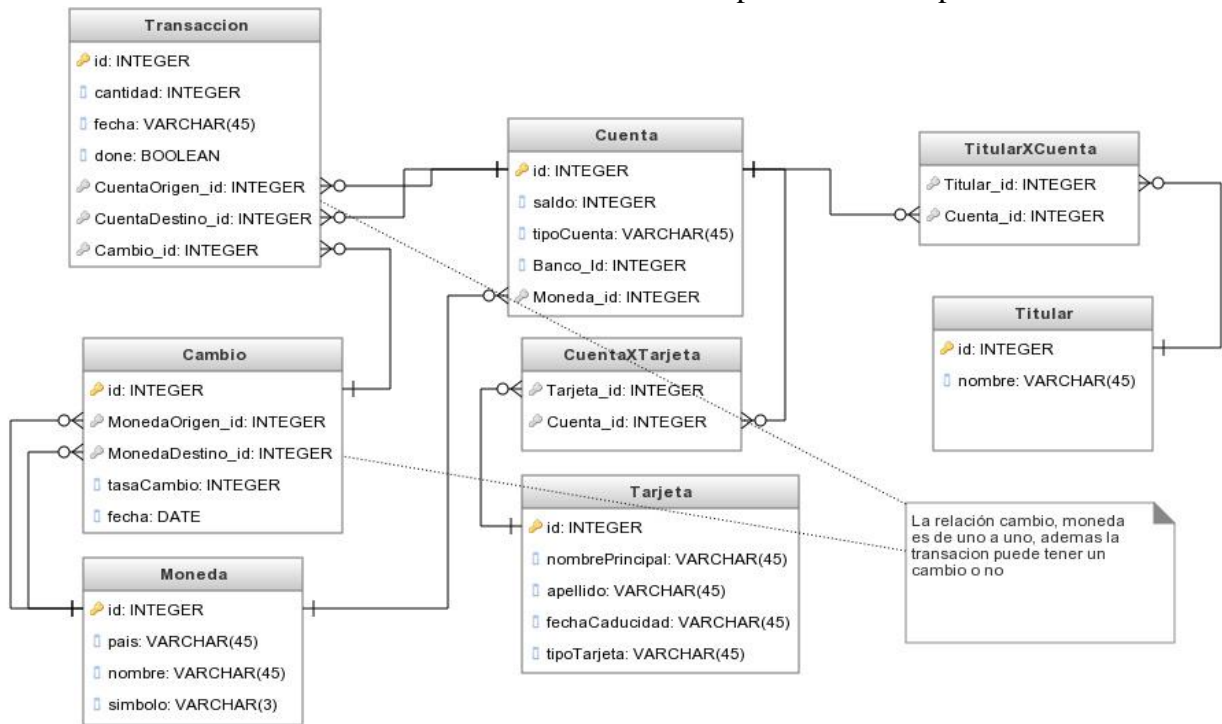 Transaccion
id: INTEGER
cantidad: INTEGER
fecha: VARCHAR(45)
done: BOOLEAN
CuentaOrigen_id: INTEGER
CuentaDestino_id: INTEGER
Cambio_id: INTEGER
Cuenta
id: INTEGER
saldo: INTEGER
tipoCuenta: VARCHAR(45)
Banco_Id: INTEGER
Moneda_id: INTEGER
TitularXCuenta
Titular_id: INTEGER
Cuenta_id: INTEGER
Titular
id: INTEGER
nombre: VARCHAR(45)
Cambio
id: INTEGER
MonedaOrigen_id: INTEGER
MonedaDestino_id: INTEGER
tasaCambio: INTEGER
fecha: DATE
CuentaXTarjeta
Tarjeta_id: INTEGER
Cuenta_id: INTEGER
Tarjeta
id: INTEGER
nombrePrincipal: VARCHAR(45)
apellido: VARCHAR(45)
fechaCaducidad: VARCHAR(45)
tipoTarjeta: VARCHAR(45)
Moneda
id: INTEGER
pais: VARCHAR(45)
nombre: VARCHAR(45)
simbolo: VARCHAR(3)
La relación cambio, moneda
es de uno a uno, ademas la
transacion puede tener un
cambio o no